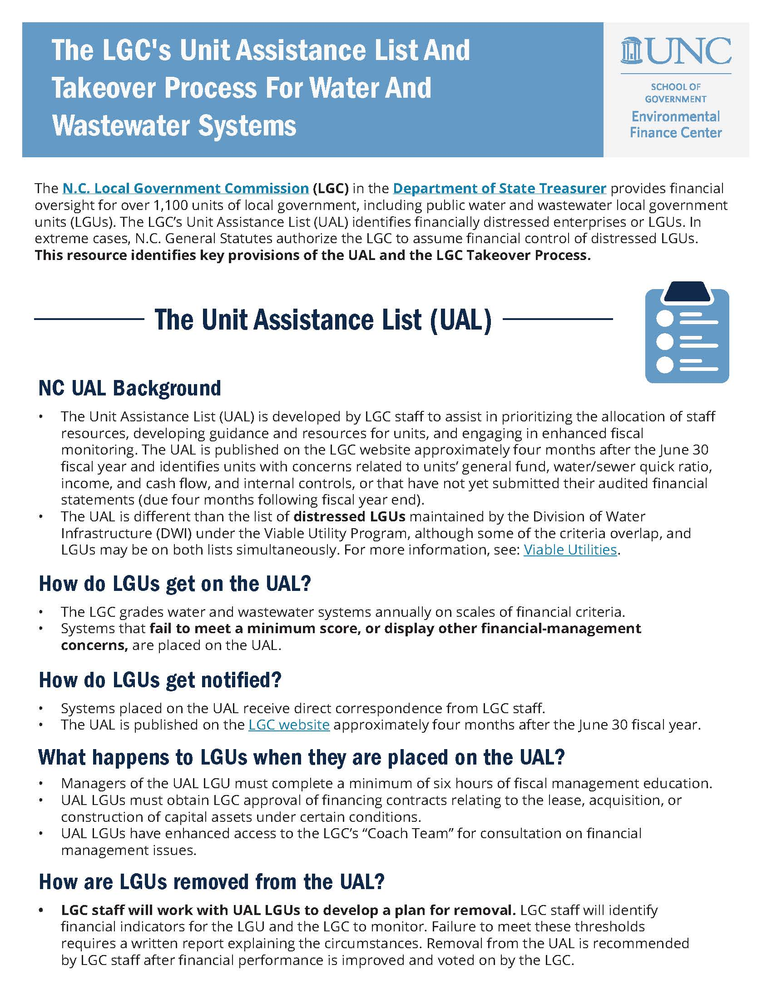 The LGC's Unit Assistance List And
Takeover Process For Water And
Wastewater Systems
UNC
SCHOOL OF
GOVERNMENT
Environmental
Finance Center
The N.C. Local Government Commission (LGC) in the Department of State Treasurer provides financial
oversight for over 1,100 units of local government, including public water and wastewater local government
units (LGUs). The LGC’s Unit Assistance List (UAL) identifies financially distressed enterprises or LGUs. In
extreme cases, N.C. General Statutes authorize the LGC to assume financial control of distressed LGUs.
This resource identifies key provisions of the UAL and the LGC Takeover Process.
The Unit Assistance List (UAL)
NC UAL Background
• The Unit Assistance List (UAL) is developed by LGC staff to assist in prioritizing the allocation of staff
resources, developing guidance and resources for units, and engaging in enhanced fiscal
monitoring. The UAL is published on the LGC website approximately four months after the June 30
fiscal year and identifies units with concerns related to units’ general fund, water/sewer quick ratio,
income, and cash flow, and internal controls, or that have not yet submitted their audited financial
statements (due four months following fiscal year end).
• The UAL is different than the list of distressed LGUs maintained by the Division of Water
Infrastructure (DWI) under the Viable Utility Program, although some of the criteria overlap, and
LGUs may be on both lists simultaneously. For more information, see: Viable Utilities.
How do LGUs get on the UAL?
• The LGC grades water and wastewater systems annually on scales of financial criteria.
• Systems that fail to meet a minimum score, or display other financial-management
concerns, are placed on the UAL.
How do LGUs get notified?
• Systems placed on the UAL receive direct correspondence from LGC staff.
• The UAL is published on the LGC website approximately four months after the June 30 fiscal year.
What happens to LGUs when they are placed on the UAL?
• Managers of the UAL LGU must complete a minimum of six hours of fiscal management education.
• UAL LGUs must obtain LGC approval of financing contracts relating to the lease, acquisition, or
construction of capital assets under certain conditions.
• UAL LGUs have enhanced access to the LGC’s “Coach Team” for consultation on financial
management issues.
How are LGUs removed from the UAL?
• LGC staff will work with UAL LGUs to develop a plan for removal. LGC staff will identify
financial indicators for the LGU and the LGC to monitor. Failure to meet these thresholds
requires a written report explaining the circumstances. Removal from the UAL is recommended
by LGC staff after financial performance is improved and voted on by the LGC.